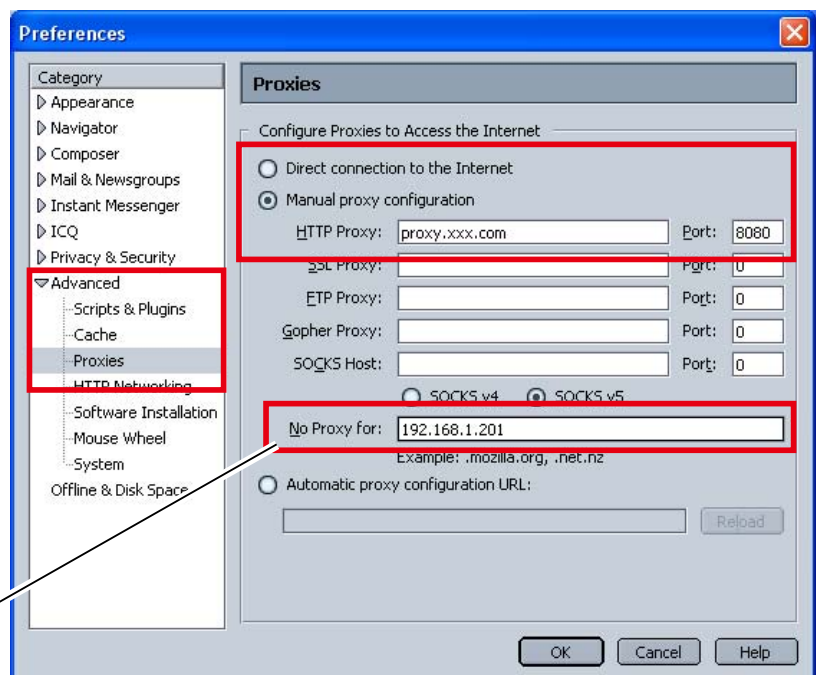 Preferences
Category
Appearance
Navigator
Composer
Mail & Newsgroups
Instant Messenger
ICQ
Privacy & Security
Advanced
Scripts & Plugins
Cache
Proxies
HTTP Networking
Software Installation
Mouse Wheel
System
Offline & Disk Space
Proxies
Configure Proxies to Access the Internet
Direct connection to the Internet
Manual proxy configuration
HTTP Proxy: proxy.xxx.com Port: 8080
SSL Proxy: Port: 0
FTP Proxy: Port: 0
Gopher Proxy: Port: 0
SOCKS Host: Port: 0
SOCKS v4 SOCKS v5
No Proxy for: 192.168.1.201
Example: .mozilla.org, .net.nz
Automatic proxy configuration URL:
Reload
OK Cancel Help